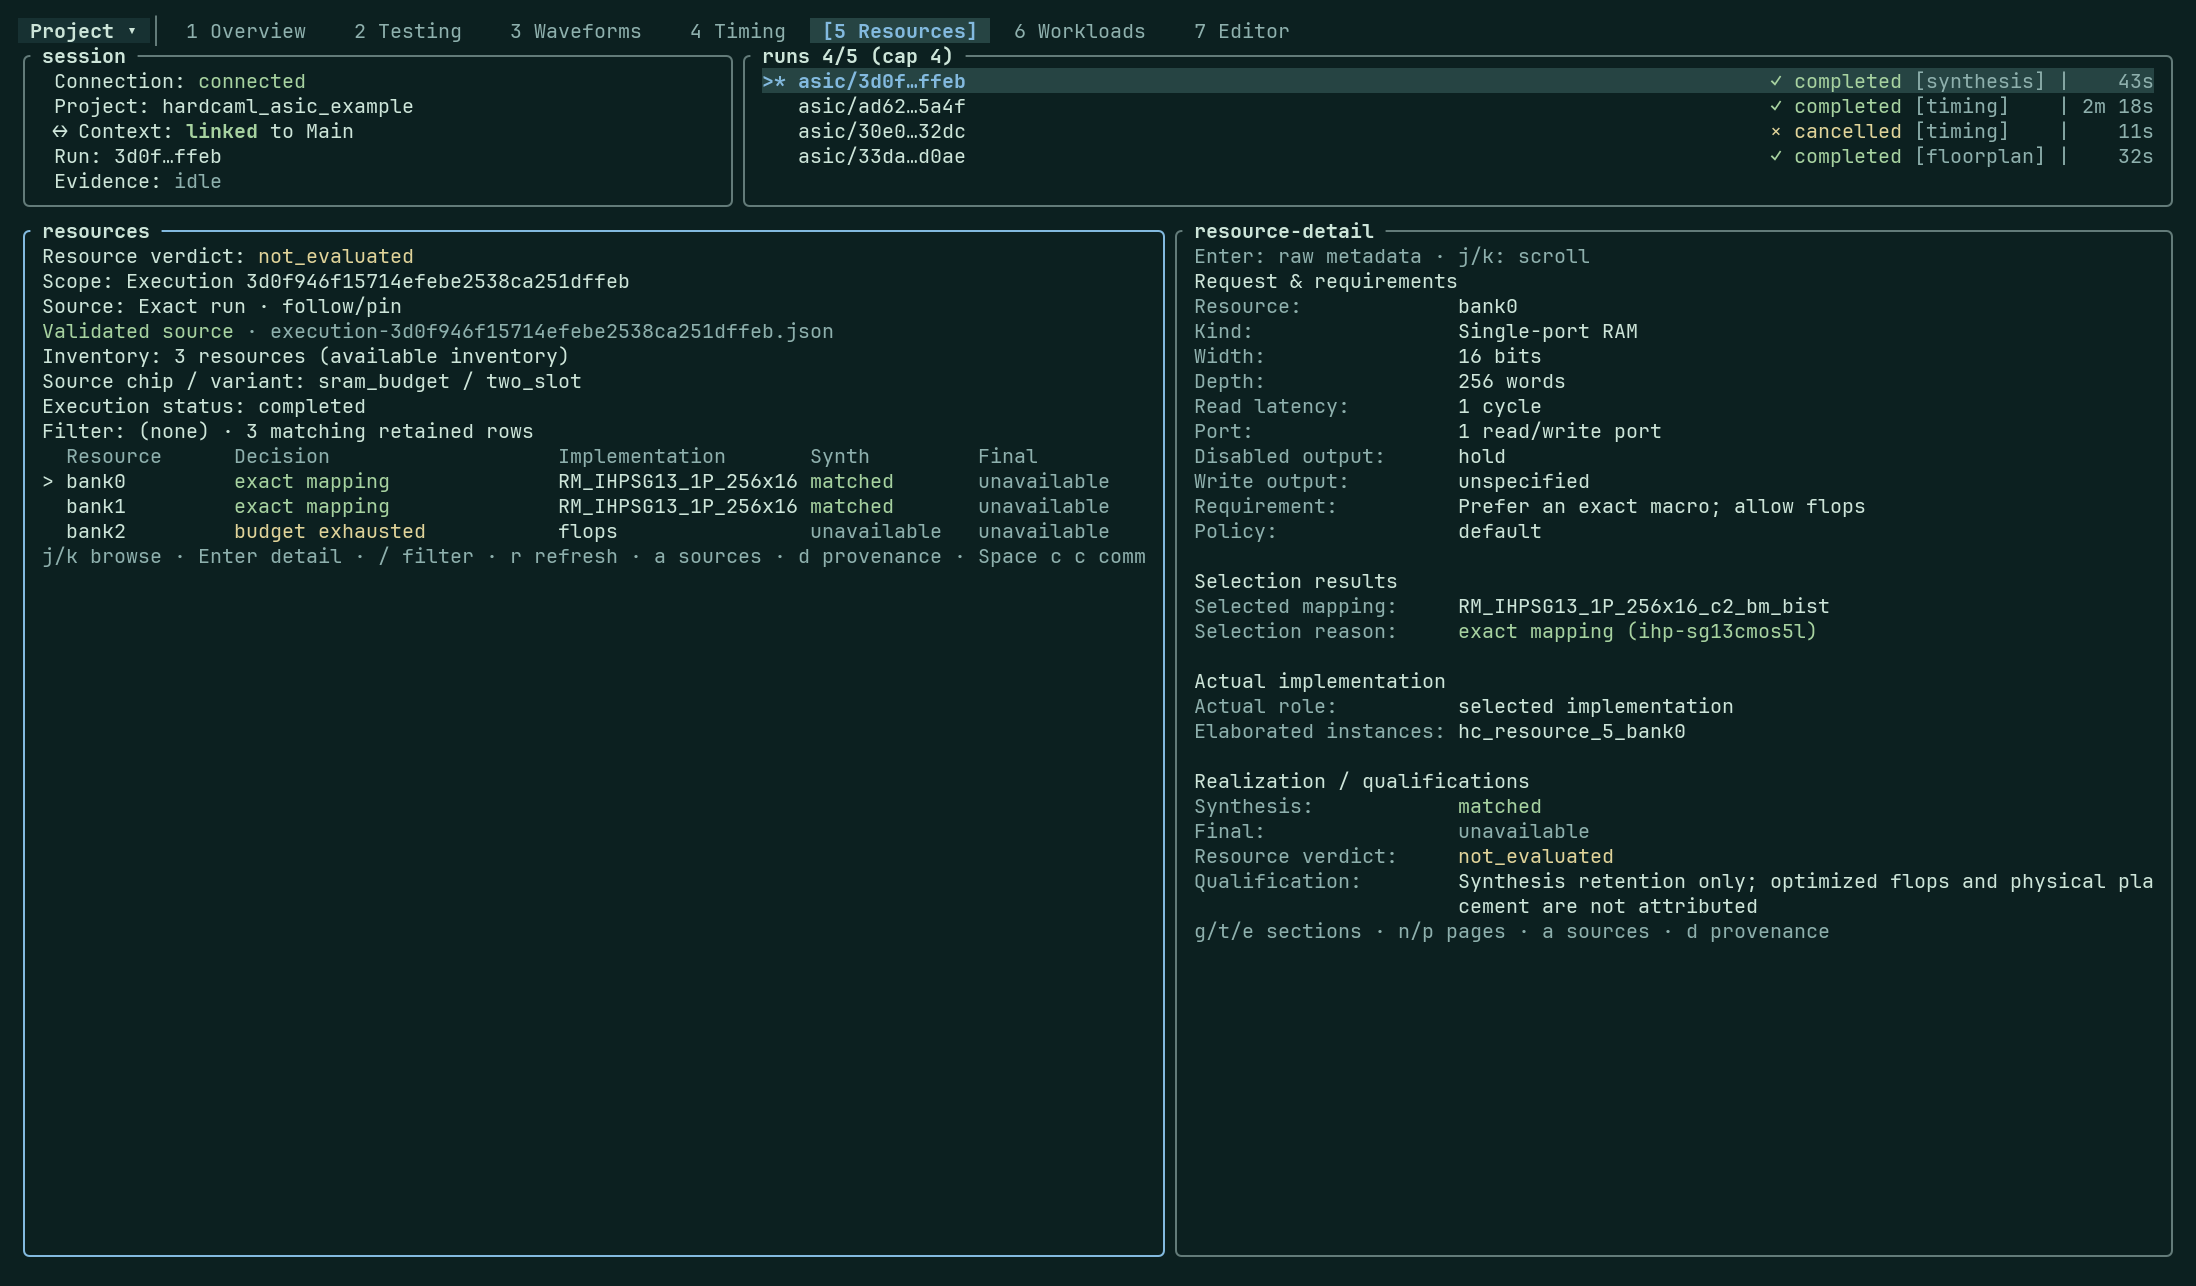 Project ▾ │ 1 Overview 2 Testing 3 Waveforms 4 Timing [5 Resources] 6 Workloads 7 Editor
session
Connection: connected
Project: hardcaml_asic_example
↔ Context: linked to Main
Run: 3d0f…ffeb
Evidence: idle
runs 4/5 (cap 4)
>* asic/3d0f…ffeb ✓ completed [synthesis] | 43s
asic/ad62…5a4f ✓ completed [timing] | 2m 18s
asic/30e0…32dc × cancelled [timing] | 11s
asic/33da…d0ae ✓ completed [floorplan] | 32s
resources
Resource verdict: not_evaluated
Scope: Execution 3d0f946f15714efebe2538ca251dffeb
Source: Exact run · follow/pin
Validated source · execution-3d0f946f15714efebe2538ca251dffeb.json
Inventory: 3 resources (available inventory)
Source chip / variant: sram_budget / two_slot
Execution status: completed
Filter: (none) · 3 matching retained rows
Resource Decision Implementation Synth Final
> bank0 exact mapping RM_IHPSG13_1P_256x16 matched unavailable
bank1 exact mapping RM_IHPSG13_1P_256x16 matched unavailable
bank2 budget exhausted flops unavailable unavailable
j/k browse · Enter detail · / filter · r refresh · a sources · d provenance · Space c c comm
resource-detail
Enter: raw metadata · j/k: scroll
Request & requirements
Resource: bank0
Kind: Single-port RAM
Width: 16 bits
Depth: 256 words
Read latency: 1 cycle
Port: 1 read/write port
Disabled output: hold
Write output: unspecified
Requirement: Prefer an exact macro; allow flops
Policy: default
Selection results
Selected mapping: RM_IHPSG13_1P_256x16_c2_bm_bist
Selection reason: exact mapping (ihp-sg13cmos5l)
Actual implementation
Actual role: selected implementation
Elaborated instances: hc_resource_5_bank0
Realization / qualifications
Synthesis: matched
Final: unavailable
Resource verdict: not_evaluated
Qualification: Synthesis retention only; optimized flops and physical pla
cement are not attributed
g/t/e sections · n/p pages · a sources · d provenance